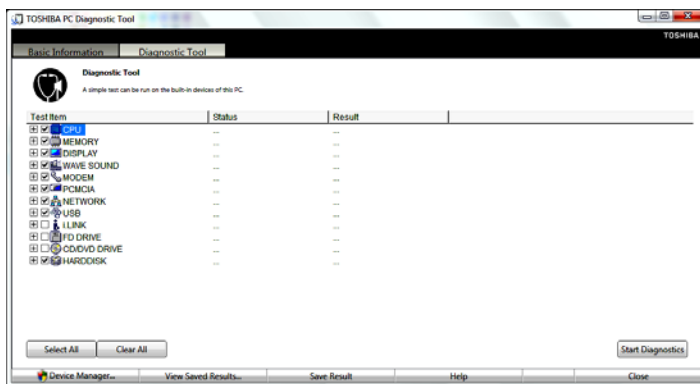 TOSHIBA PC Diagnostic Tool
TOSHIBA
Basic Information Diagnostic Tool
Diagnostic Tool
A simple test can be run on the built-in devices of this PC.
Test Item Status Result
CPU ... ...
MEMORY ... ...
DISPLAY ... ...
WAVE SOUND ... ...
MODEM ... ...
PCMCIA ... ...
NETWORK ... ...
USB ... ...
i.LINK ... ...
FD DRIVE ... ...
CD/DVD DRIVE ... ...
HARDDISK ... ...
Select All Clear All Start Diagnostics
Device Manager... View Saved Results... Save Result Help Close